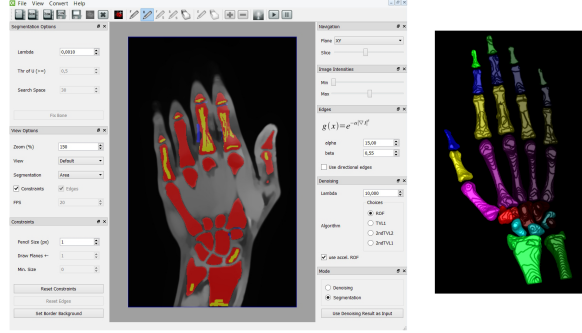 File View Convert Help
Segmentation Options
Lambda 0,0010
Thr of U (>=) 0,5
Search Space 30
Fix Bone
View Options
Zoom (%) 150
View Default
Segmentation Area
Constraints Edges
FPS 20
Constraints
Pencil Size (px) 1
Draw Planes +- 1
Min. Size 0
Reset Constraints
Reset Edges
Set Border Background
Navigation
Plane XY
Slice
Image Intensities
Min
Max
Edges
g(x)=e
alpha 15,00
beta 0,55
Use directional edges
Denoising
Lambda 10,000
Choices
Algorithm
ROF
TVL1
2ndTVL2
2ndTVL1
use accel. ROF
Mode
Denoising
Segmentation
Use Denoising Result as Input